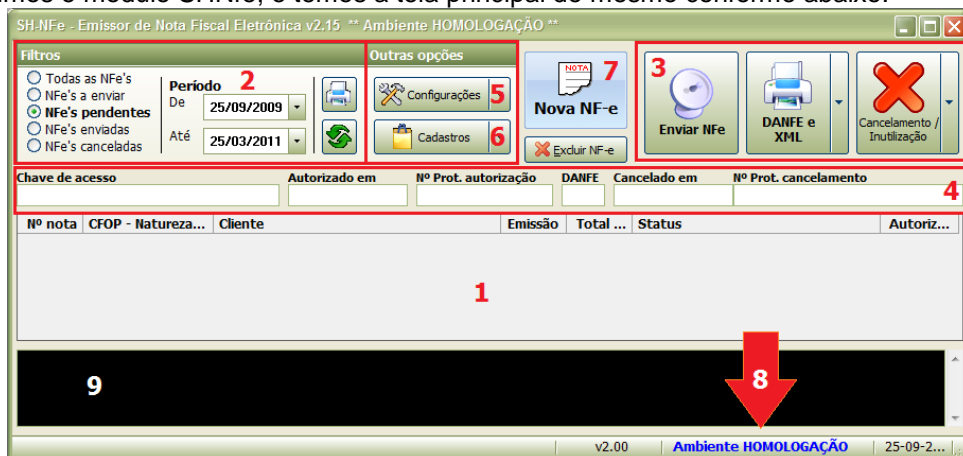 SH-NFe - Emissor de Nota Fiscal Eletrônica v2.15 ** Ambiente HOMOLOGAÇÃO **
Filtros
Todas as NFe's
NFe's a enviar
NFe's pendentes
NFe's enviadas
NFe's canceladas
Período 2
De 25/09/2009
Até 25/03/2011
Outras opções
Configurações 5
Cadastros 6
NOTA 7
Nova NF-e
Excluir NF-e
3
Enviar NFe
DANFE e
XML
Cancelamento /
Inutilização
Chave de acesso Autorizado em Nº Prot. autorização DANFE Cancelado em Nº Prot. cancelamento
4
Nº nota CFOP - Natureza... Cliente Emissão Total ... Status Autoriz...
1
9
8
v2.00 Ambiente HOMOLOGAÇÃO 25-09-2...